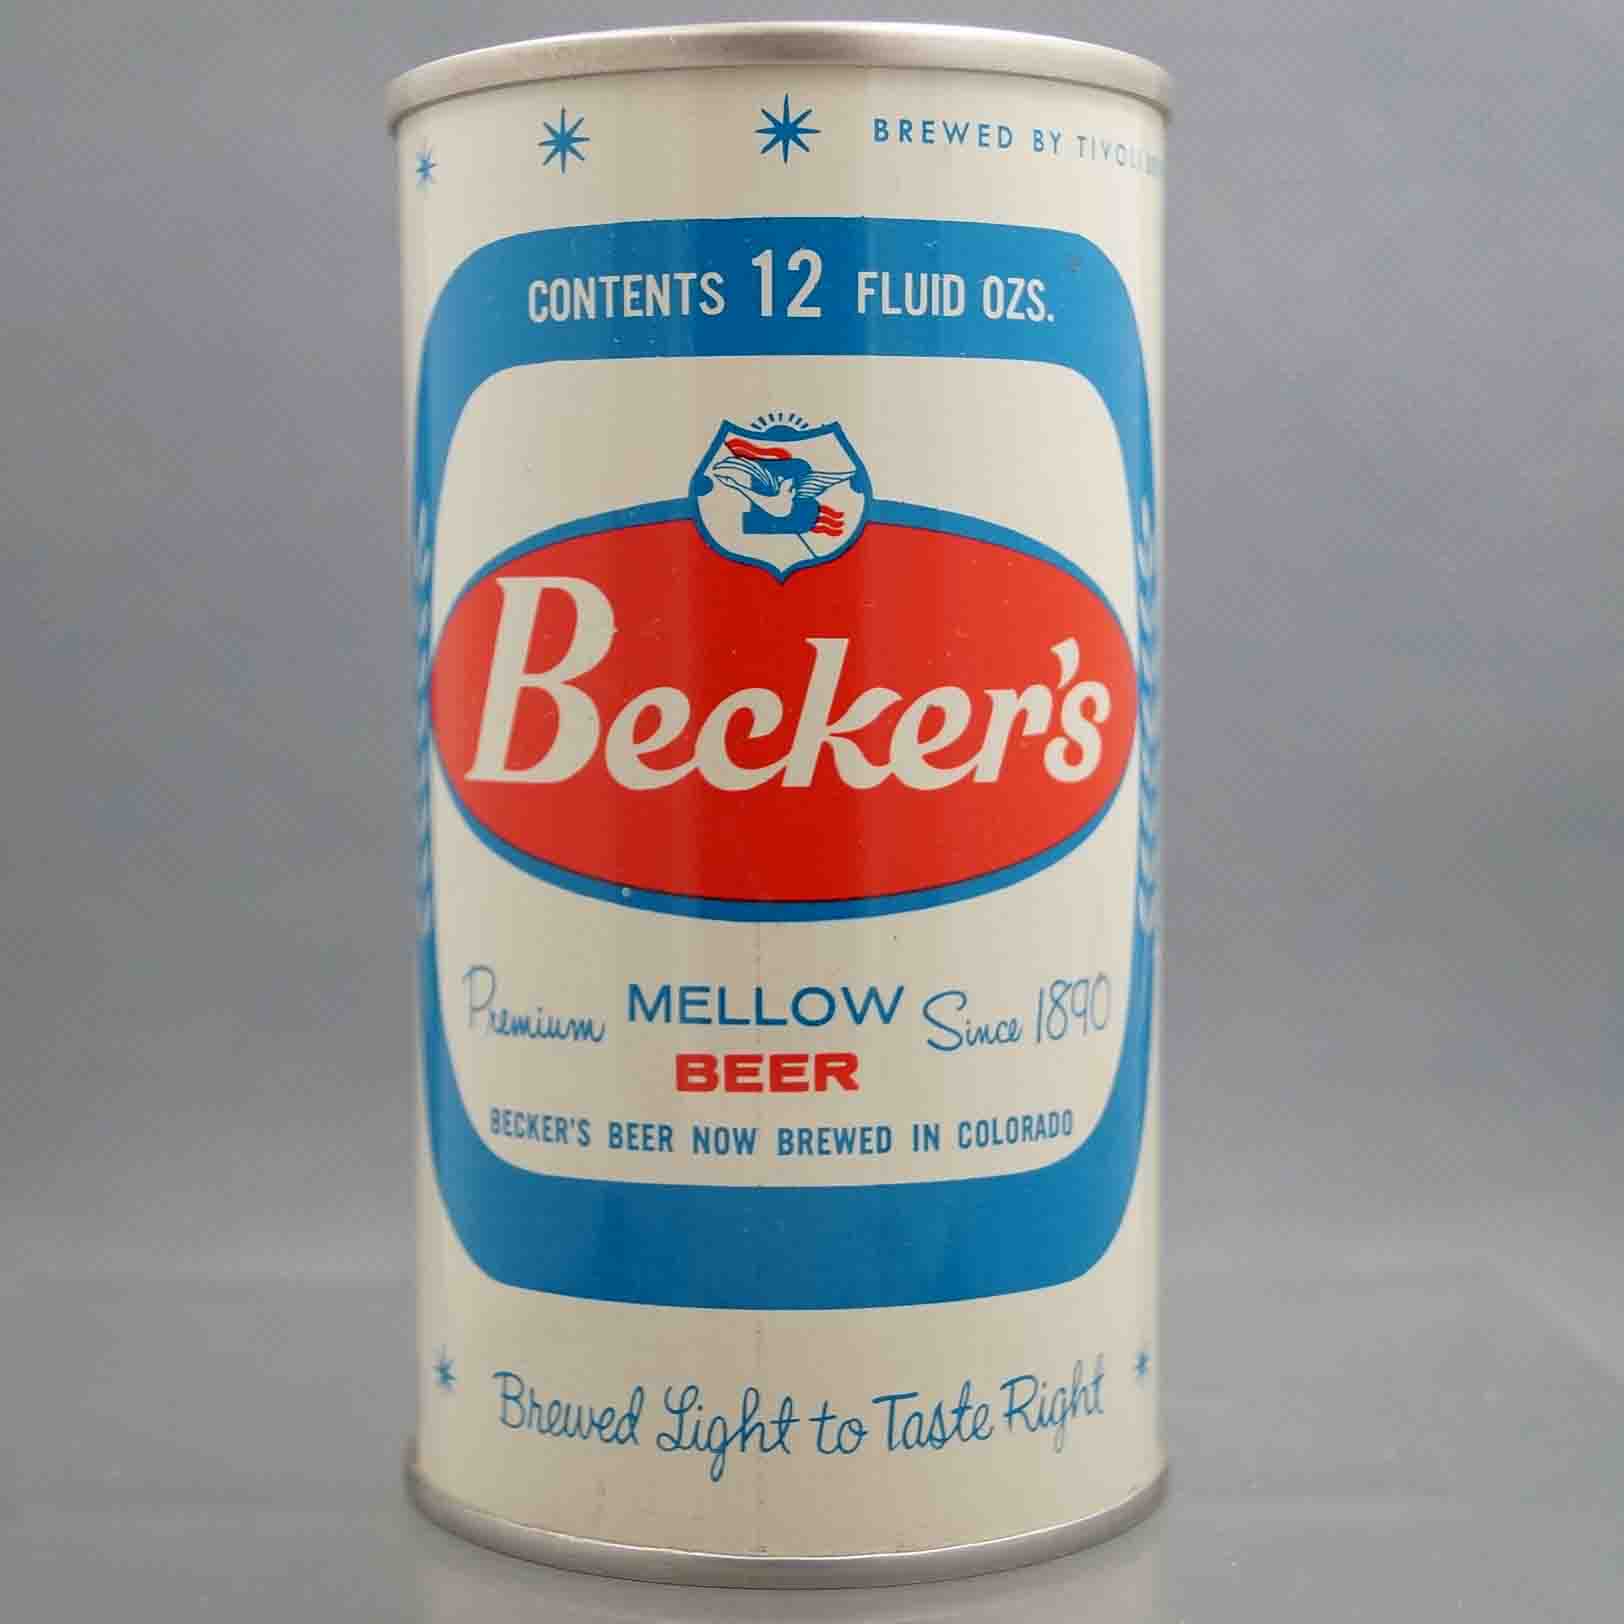 BREWED BY TIVOLI
CONTENTS 12 FLUID OZS.
B
Becker's
Premium MELLOW Since 1890
BEER
BECKER'S BEER NOW BREWED IN COLORADO
Brewed Light to Taste Right